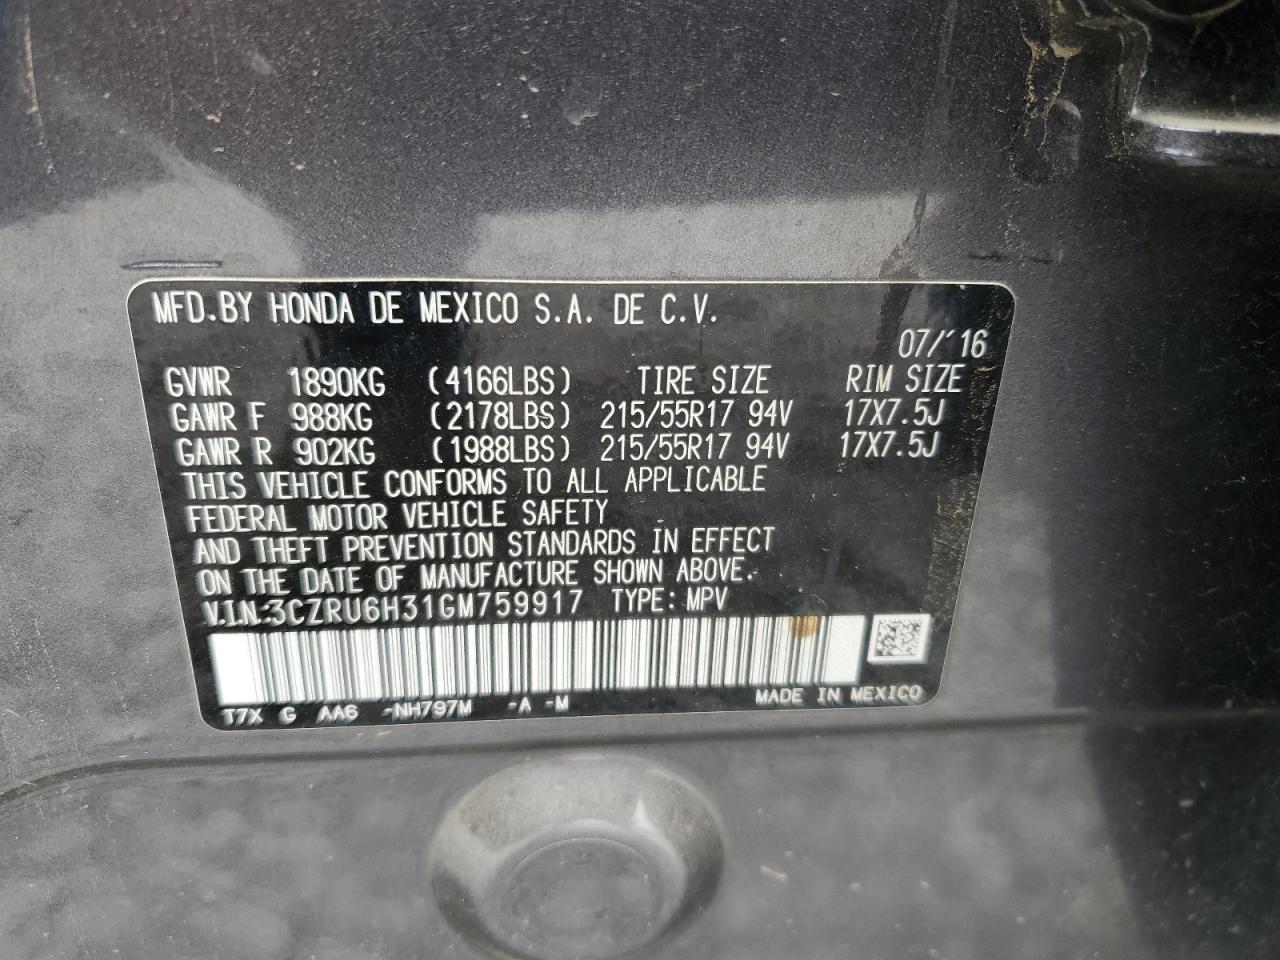 MFD.BY HONDA DE MEXICO S.A. DE C.V.
07/'16
GVWR 1890KG (4166LBS) TIRE SIZE RIM SIZE
GAWR F 988KG (2178LBS) 215/55R17 94V 17X7.5J
GAWR R 902KG (1988LBS) 215/55R17 94V 17X7.5J
THIS VEHICLE CONFORMS TO ALL APPLICABLE
FEDERAL MOTOR VEHICLE SAFETY
AND THEFT PREVENTION STANDARDS IN EFFECT
ON THE DATE OF MANUFACTURE SHOWN ABOVE.
V.I.N:3CZRU6H31GM759917 TYPE: MPV
T7X G AA6 -NH797M -A -M MADE IN MEXICO